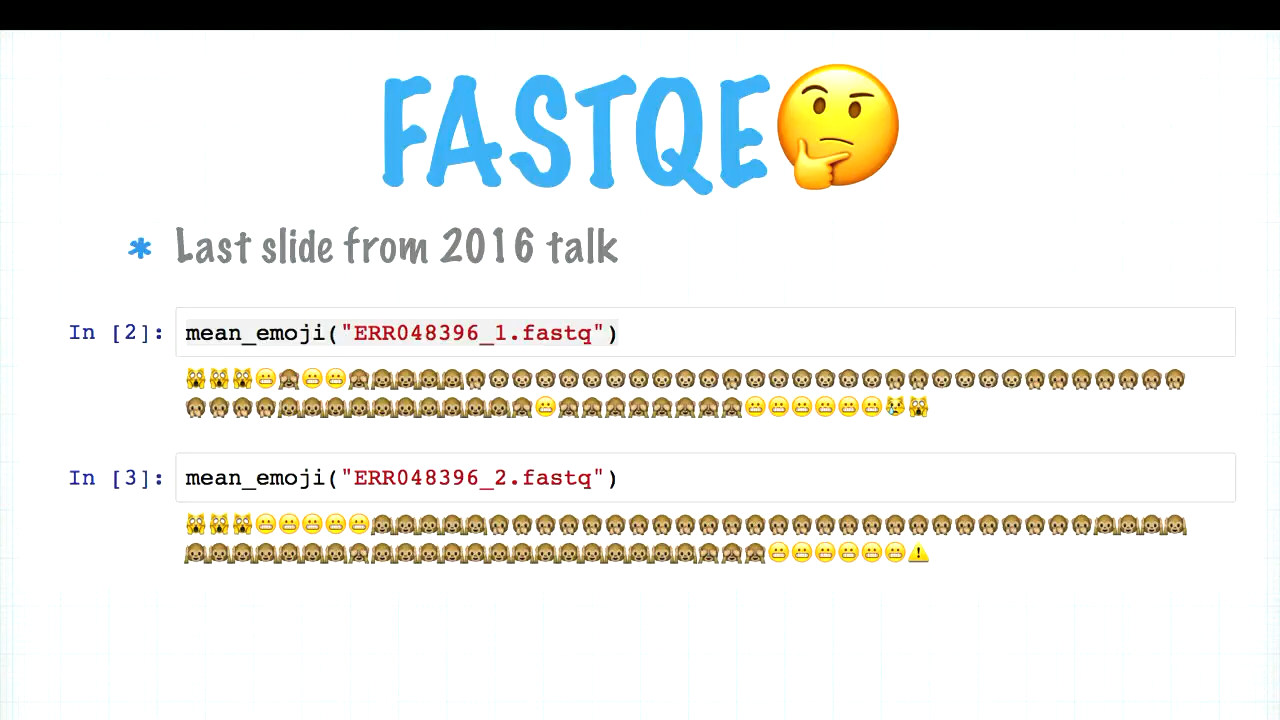 FASTQE🤔
* Last slide from 2016 talk
In [2]: mean_emoji("ERR048396_1.fastq")
In [3]: mean_emoji("ERR048396_2.fastq")